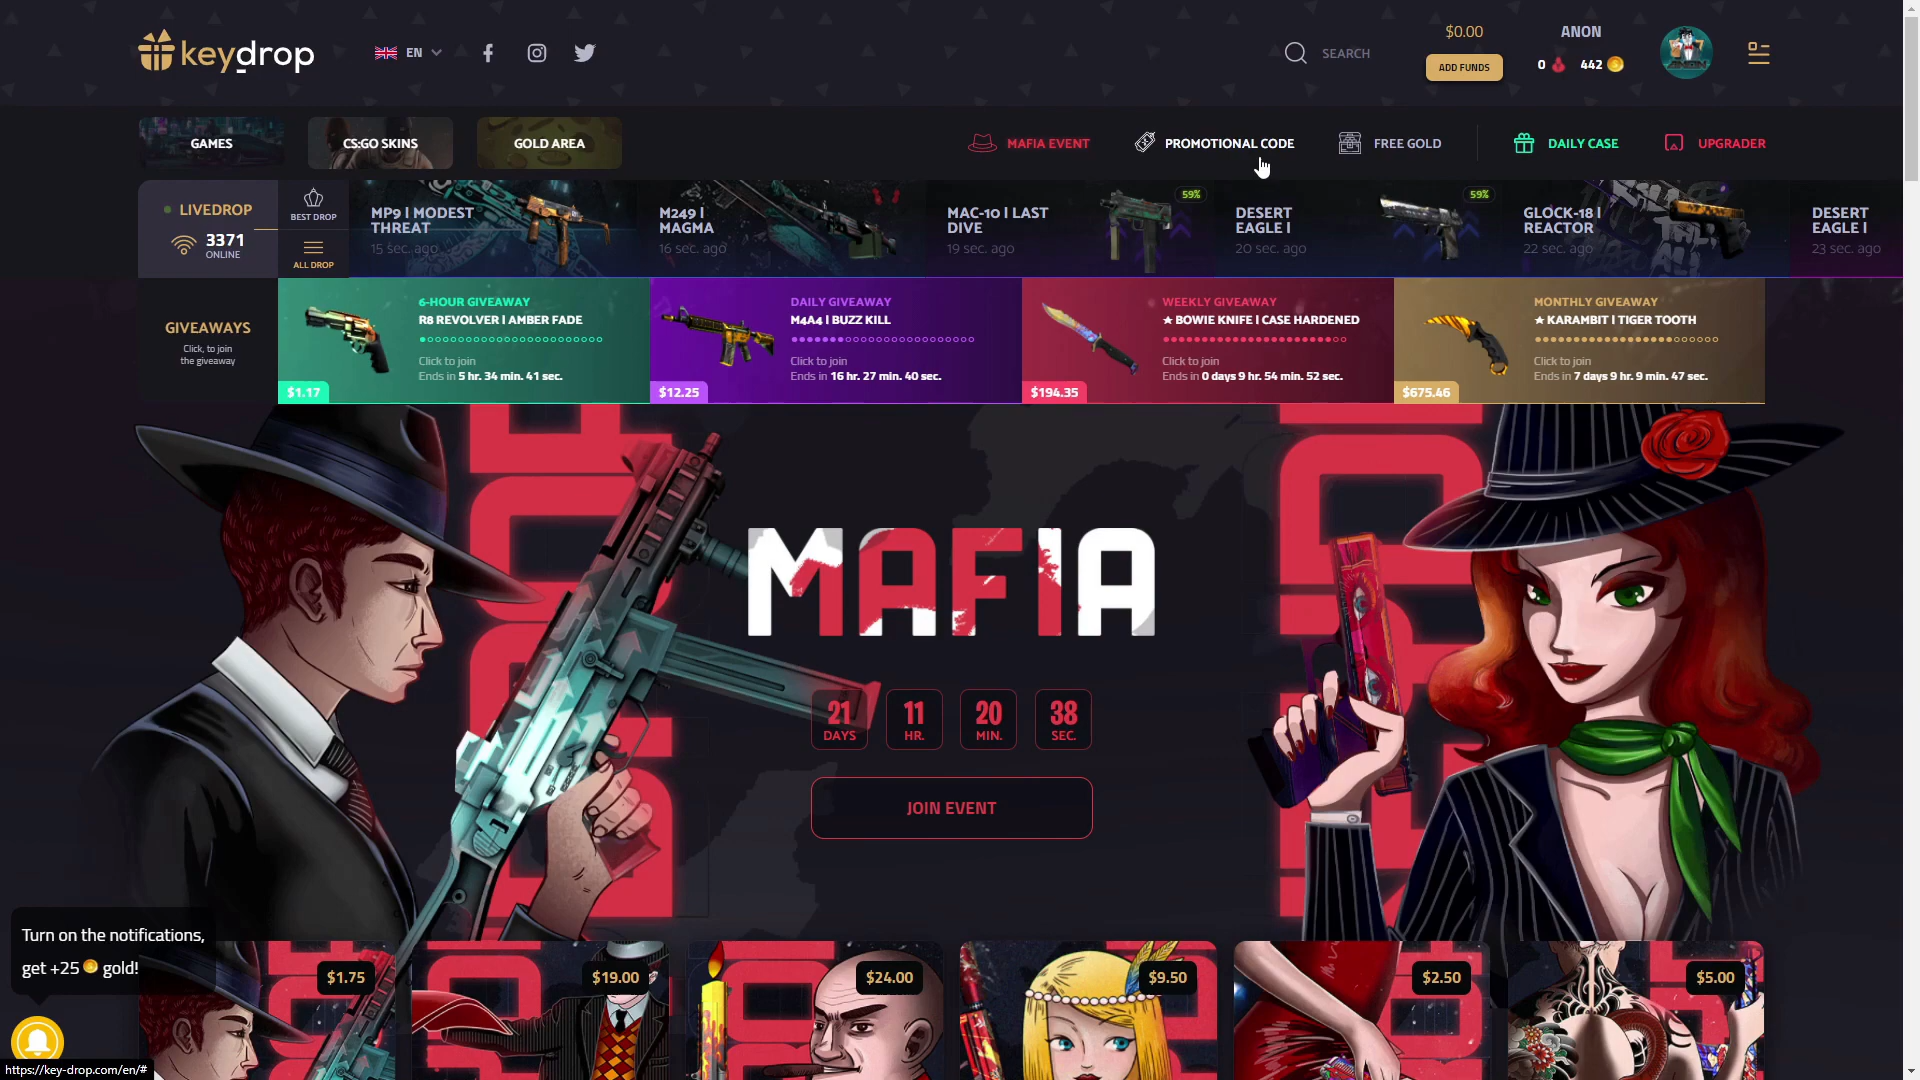 keydrop
EN
SEARCH
$0.00
ADD FUNDS
ANON
0
442
GAMES
CS:GO SKINS
GOLD AREA
MAFIA EVENT
PROMOTIONAL CODE
FREE GOLD
DAILY CASE
UPGRADER
LIVEDROP
3371
ONLINE
BEST DROP
ALL DROP
MP9 | MODEST
THREAT
15 sec. ago
M249 |
MAGMA
16 sec. ago
MAC-10 | LAST
DIVE
19 sec. ago
59%
DESERT
EAGLE |
20 sec. ago
59%
GLOCK-18 |
REACTOR
22 sec. ago
DESERT
EAGLE |
23 sec. ago
GIVEAWAYS
Click, to join
the giveaway
6-HOUR GIVEAWAY
R8 REVOLVER | AMBER FADE
Click to join
Ends in 5 hr. 34 min. 41 sec.
$1.17
DAILY GIVEAWAY
M4A4 | BUZZ KILL
Click to join
Ends in 16 hr. 27 min. 40 sec.
$12.25
WEEKLY GIVEAWAY
★ BOWIE KNIFE | CASE HARDENED
Click to join
Ends in 0 days 9 hr. 54 min. 52 sec.
$194.35
MONTHLY GIVEAWAY
★ KARAMBIT | TIGER TOOTH
Click to join
Ends in 7 days 9 hr. 9 min. 47 sec.
$675.46
MAFIA
21 DAYS
11 HR.
20 MIN.
38 SEC.
JOIN EVENT
Turn on the notifications,
get +25 gold!
$1.75
$19.00
$24.00
$9.50
$2.50
$5.00
https://key-drop.com/en/#